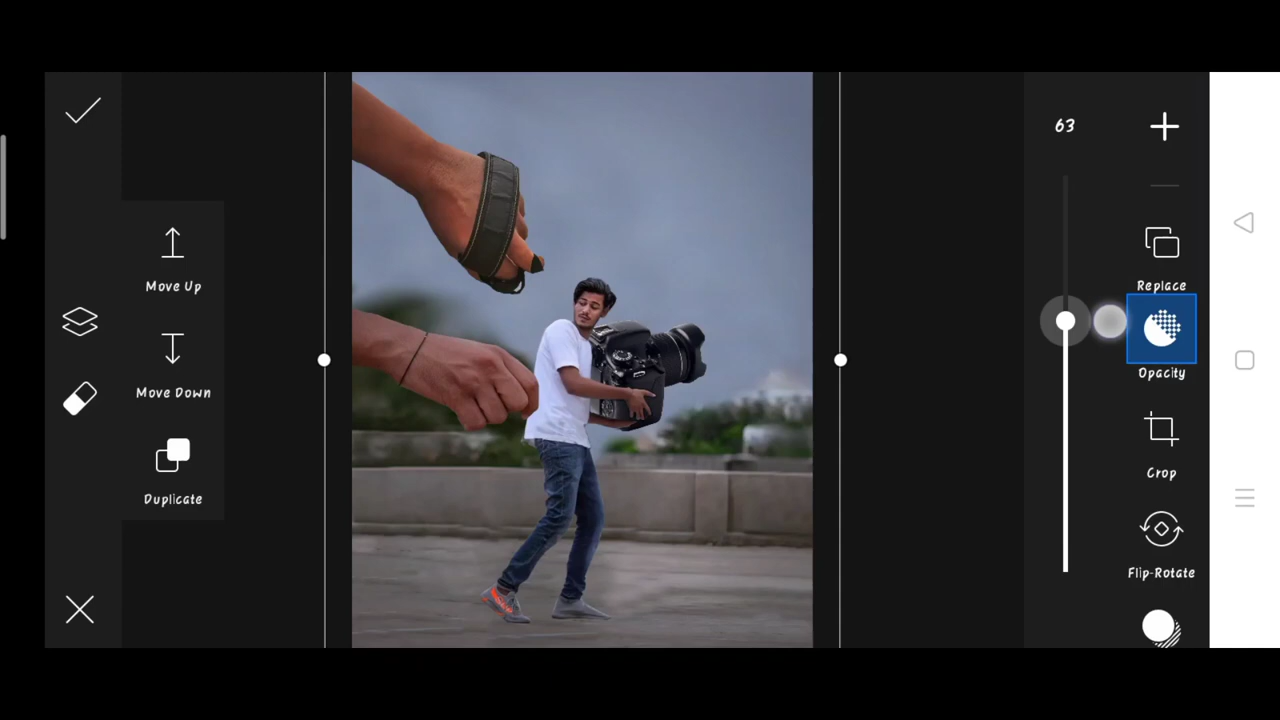 63
Move Up
Replace
Opacity
Move Down
Crop
Duplicate
Flip-Rotate